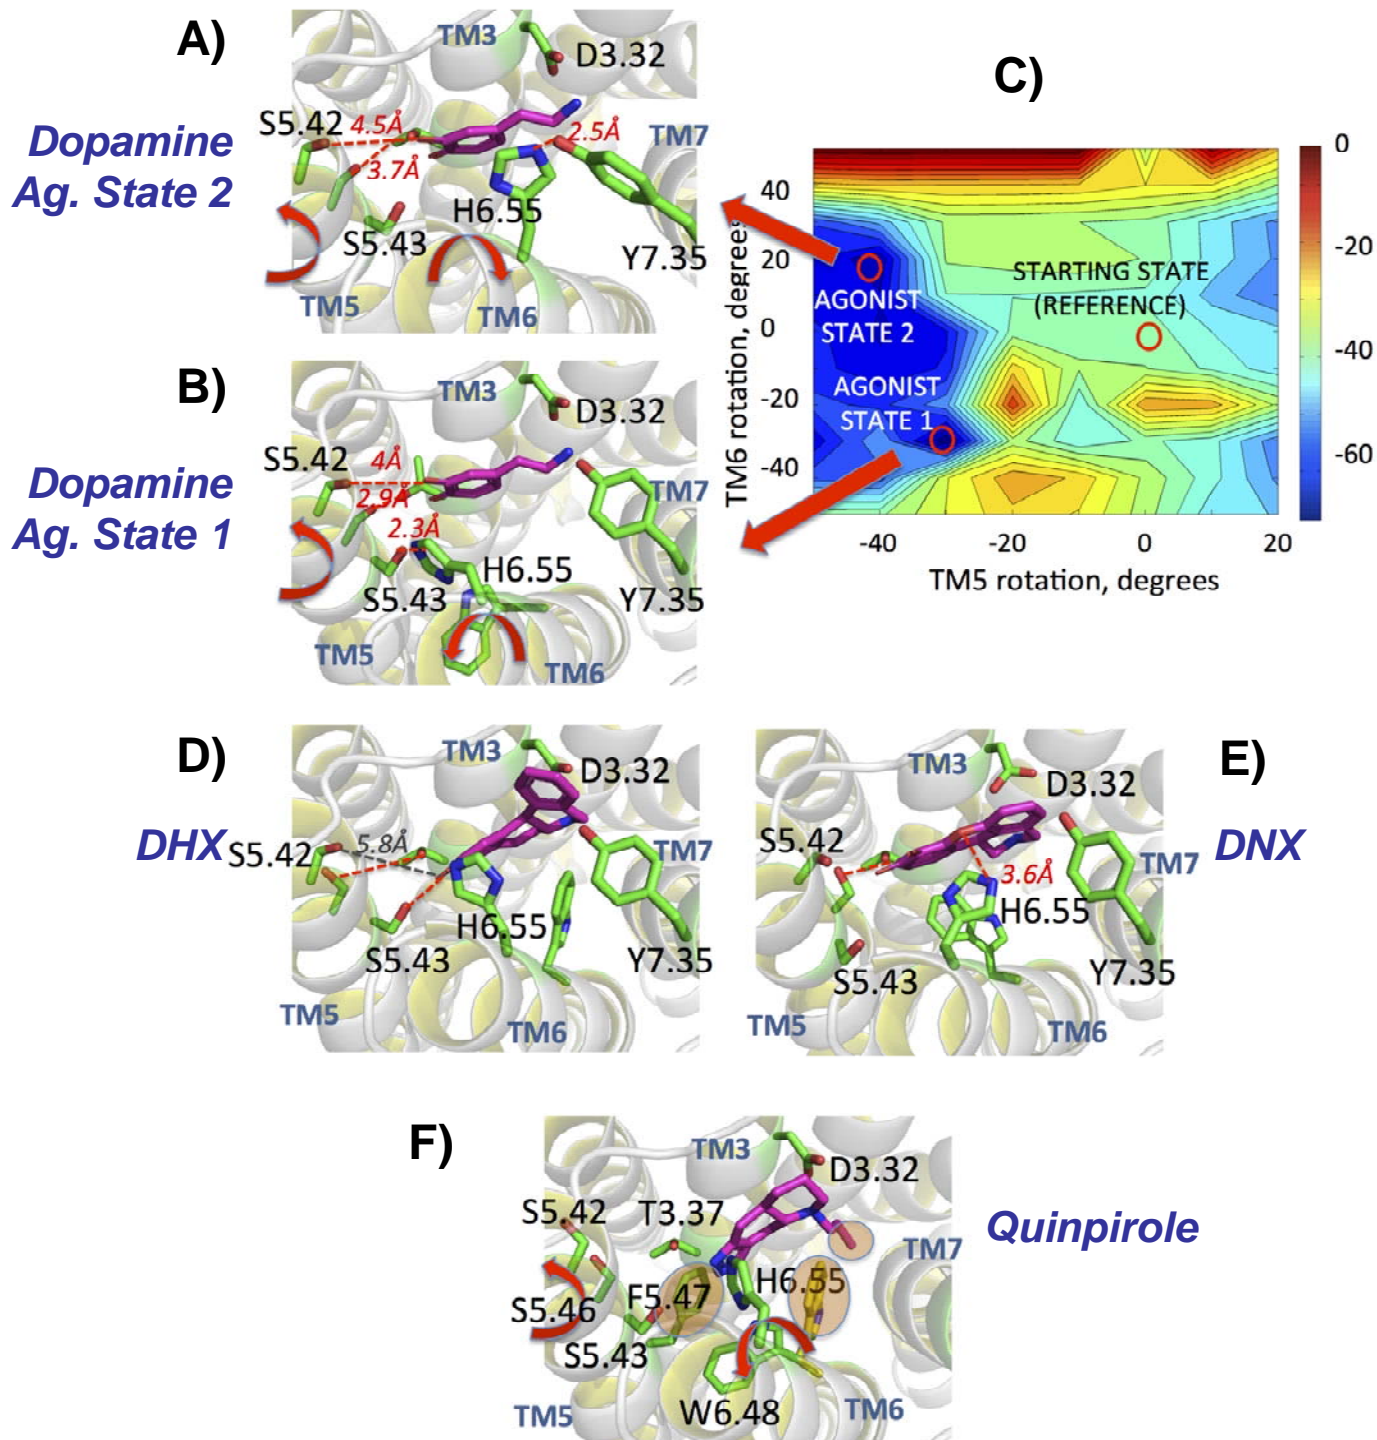 A)
Dopamine
Ag. State 2
TM3
D3.32
S5.42
4.5Å
2.5Å
TM7
3.7Å
H6.55
S5.43
Y7.35
TM5
TM6
C)
TM6 rotation, degrees
40
20
0
-20
-40
STARTING STATE
(REFERENCE)
AGONIST
STATE 2
AGONIST
STATE 1
0
-20
-40
-60
-40
-20
0
20
TM5 rotation, degrees
B)
Dopamine
Ag. State 1
TM3
D3.32
S5.42
4Å
TM7
2.9Å
2.3Å
H6.55
S5.43
Y7.35
TM5
TM6
D)
DHX
TM3
D3.32
S5.42
5.8Å
TM7
H6.55
S5.43
Y7.35
TM5
TM6
E)
DNX
TM3
D3.32
S5.42
TM7
3.6Å
H6.55
S5.43
Y7.35
TM5
TM6
F)
Quinpirole
TM3
D3.32
S5.42
T3.37
TM7
H6.55
F5.47
S5.46
S5.43
W6.48
TM5
TM6